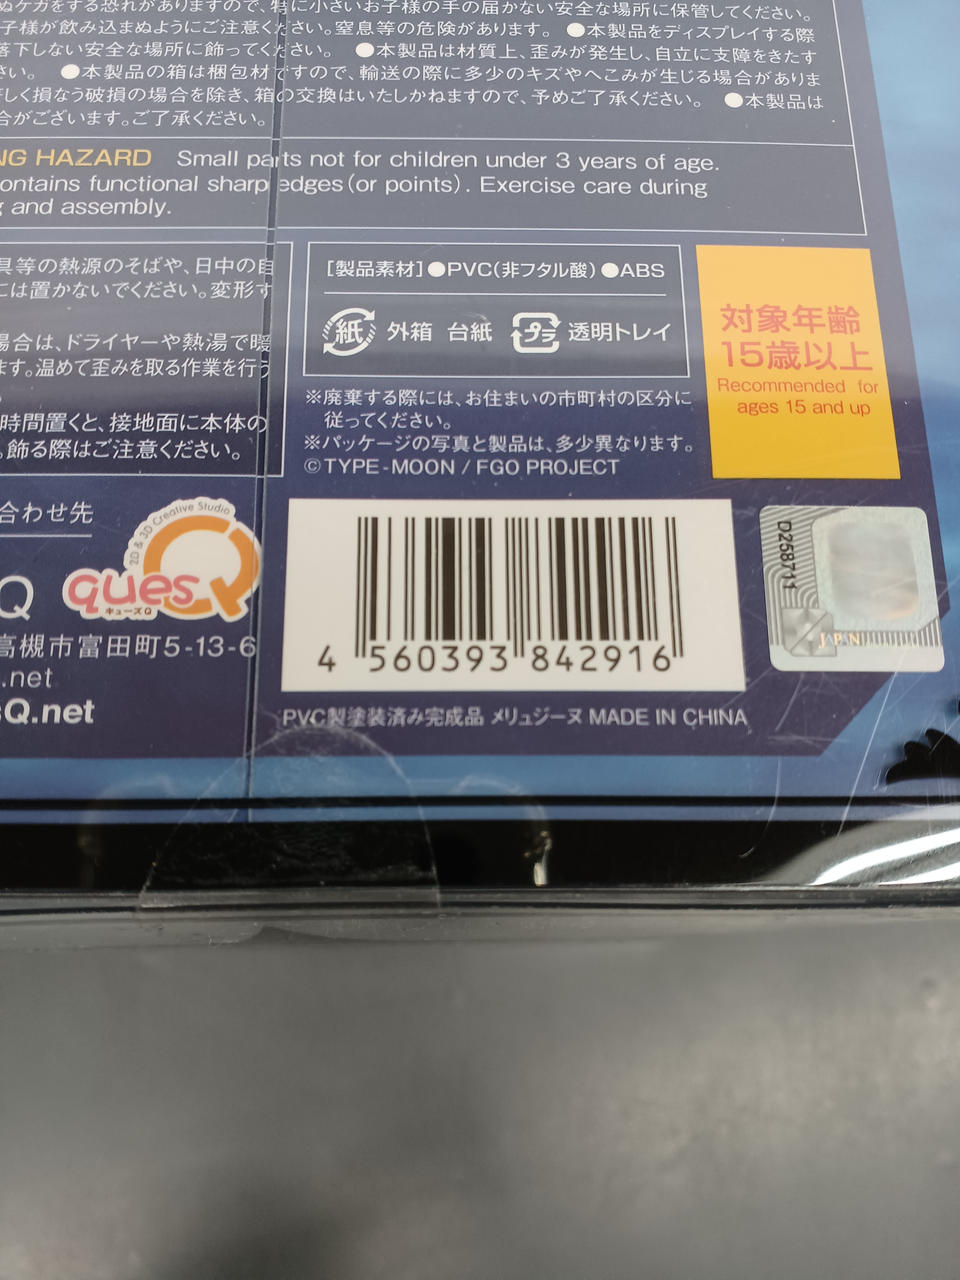 ぬケガをする恐れがありますので、特に小さいお子様の手の届かない安全な場所に保管してください。
子様が飲み込まぬようにご注意ください。窒息等の危険があります。 ●本製品をディスプレイする際
落下しない安全な場所に飾ってください。 ●本製品は材質上、歪みが発生し、自立に支障をきたす
さい。 ●本製品の箱は梱包材ですので、輸送の際に多少のキズやへこみが生じる場合がありま
しく損なう破損の場合を除き、箱の交換はいたしかねますので、予めご了承ください。 ●本製品は
合がございます。ご了承ください。
NG HAZARD Small parts not for children under 3 years of age.
ontains functional sharp edges(or points). Exercise care during
g and assembly.
具等の熱源のそばや、日中の自
には置かないでください。変形す
場合は、ドライヤーや熱湯で暖
ます。温めて歪みを取る作業を行う
時間置くと、接地面に本体の
。飾る際はご注意ください。
[製品素材] ●PVC(非フタル酸) ●ABS
紙 外箱 台紙 プラ 透明トレイ
※廃棄する際には、お住まいの市町村の区分に
従ってください。
※パッケージの写真と製品は、多少異なります。
©TYPE-MOON / FGO PROJECT
対象年齢
15歳以上
Recommended for
ages 15 and up
合わせ先
2D & 3D Creative Studio
quesQ
キューズQ
Q
高槻市富田町5-13-6
.net
sQ.net
4 560393 842916
D258711
JAPAN
PVC製塗装済み完成品 メリュジーヌ MADE IN CHINA